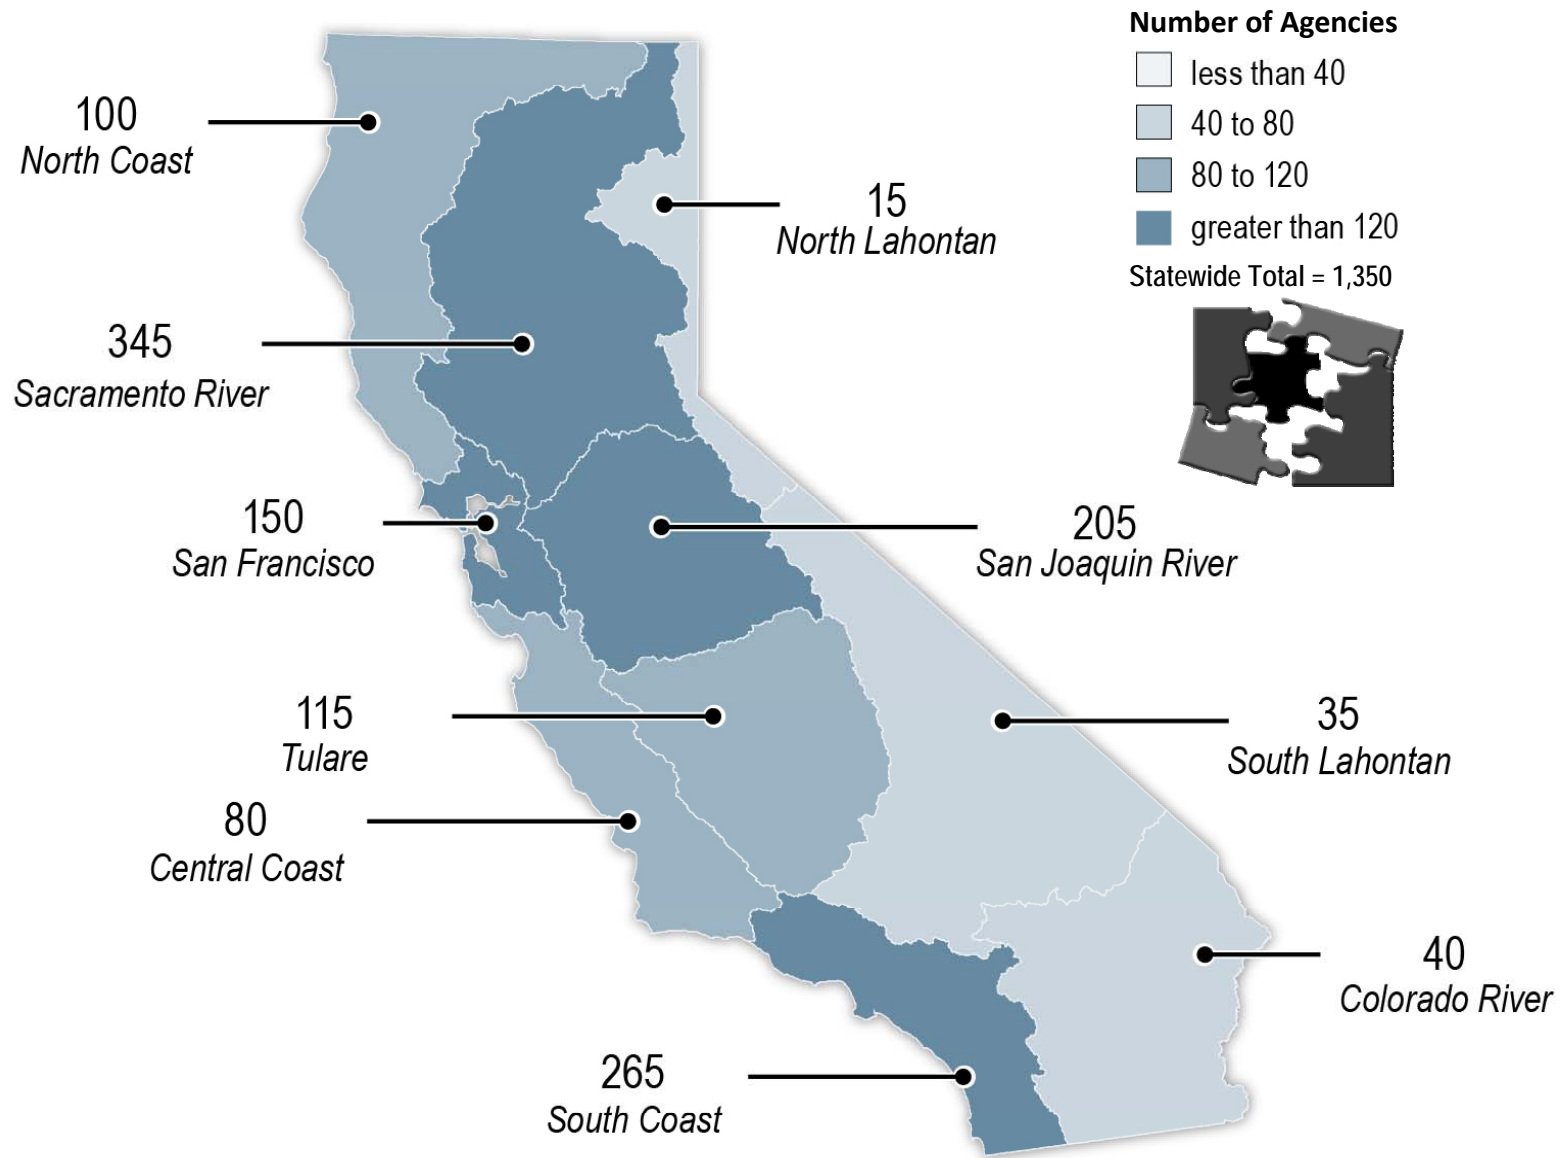 Number of Agencies
less than 40
40 to 80
80 to 120
greater than 120
Statewide Total = 1,350
100
North Coast
15
North Lahontan
345
Sacramento River
150
San Francisco
205
San Joaquin River
115
Tulare
35
South Lahontan
80
Central Coast
40
Colorado River
265
South Coast